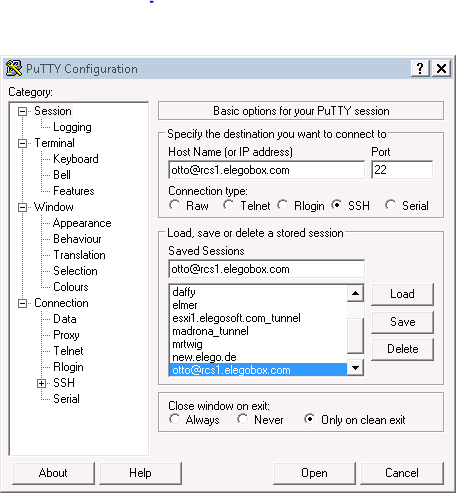 PuTTY Configuration
Category:
Session
Logging
Terminal
Keyboard
Bell
Features
Window
Appearance
Behaviour
Translation
Selection
Colours
Connection
Data
Proxy
Telnet
Rlogin
SSH
Serial
Basic options for your PuTTY session
Specify the destination you want to connect to
Host Name (or IP address) Port
otto@rcs1.elegobox.com 22
Connection type:
Raw Telnet Rlogin SSH Serial
Load, save or delete a stored session
Saved Sessions
otto@rcs1.elegobox.com
daffy
elmer
esxi1.elegosoft.com_tunnel
madrona_tunnel
mrtwig
new.elego.de
otto@rcs1.elegobox.com
Load
Save
Delete
Close window on exit:
Always Never Only on clean exit
About Help Open Cancel